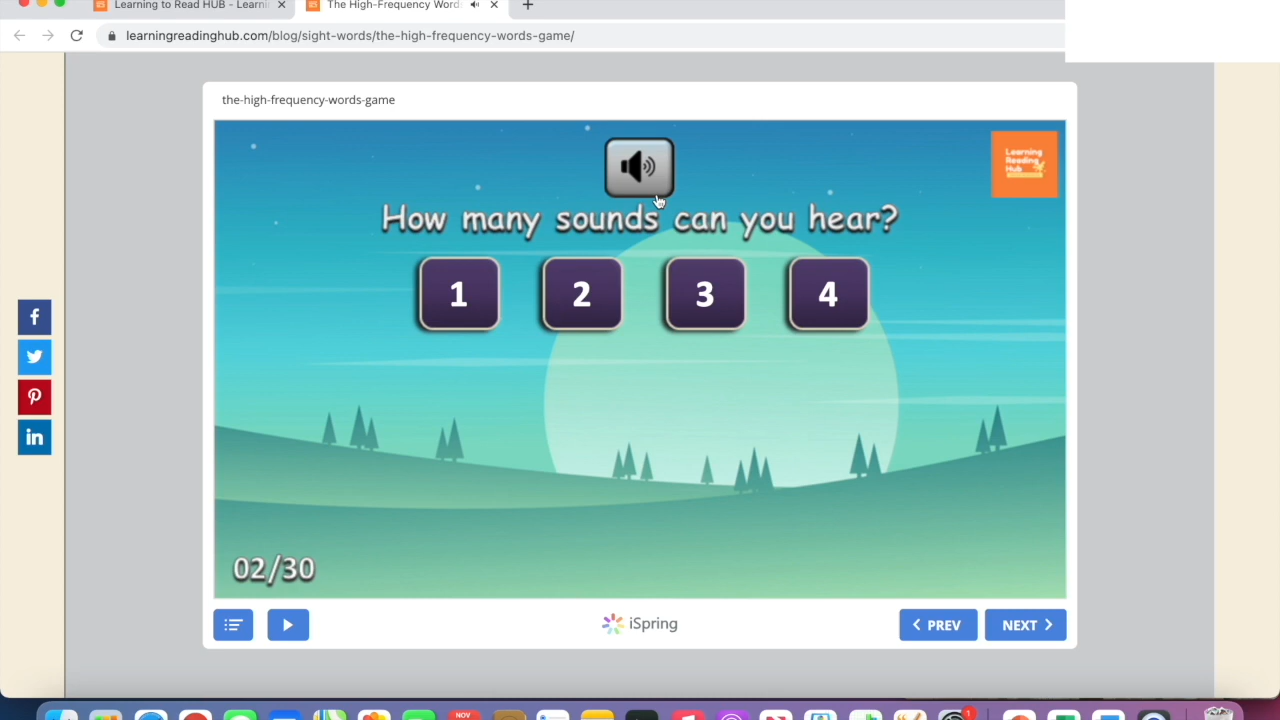 Learning to Read HUB - Learni
The High-Frequency Word
learningreadinghub.com/blog/sight-words/the-high-frequency-words-game/
the-high-frequency-words-game
Learning
Reading
Hub
How many sounds can you hear?
1 2 3 4
02/30
iSpring
PREV
NEXT
NOV
1